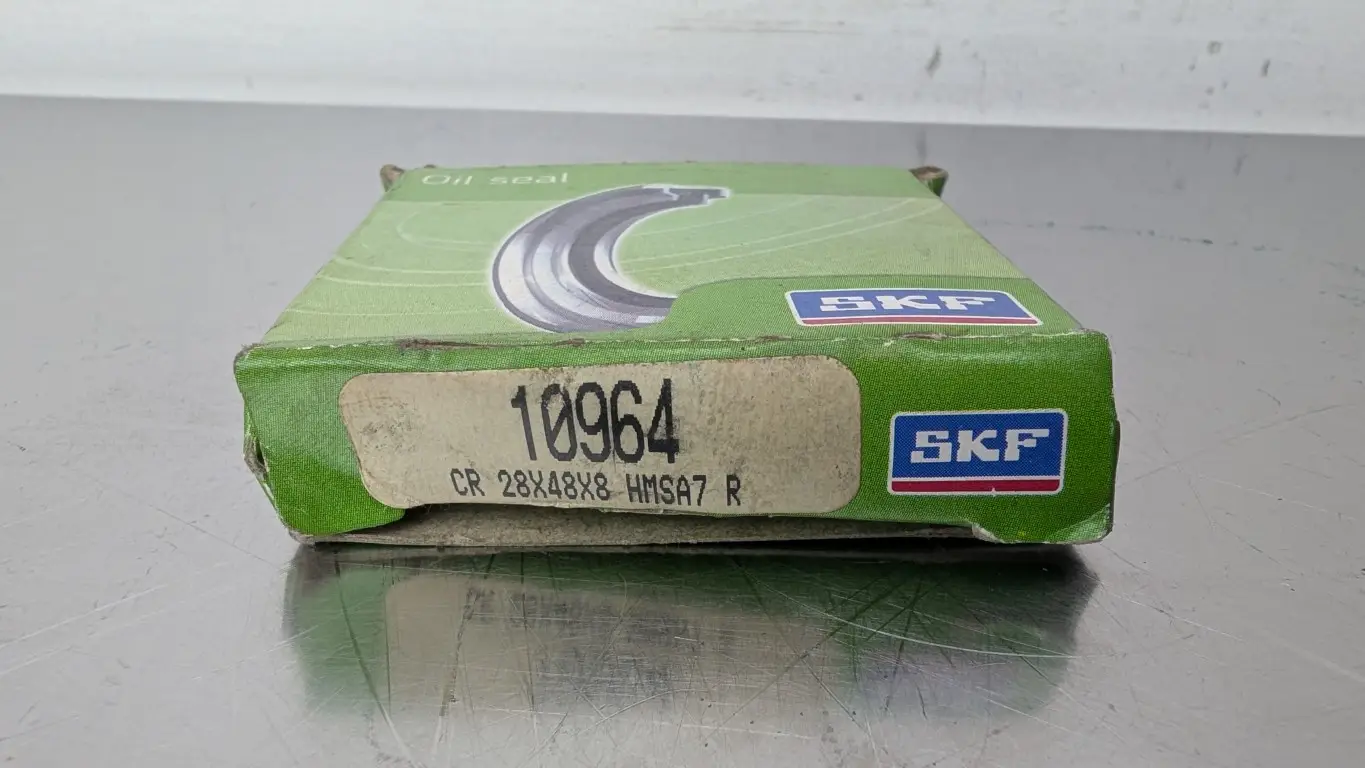 Oil seal
SKF
10964
CR 28X48X8 HMSA7 R
SKF